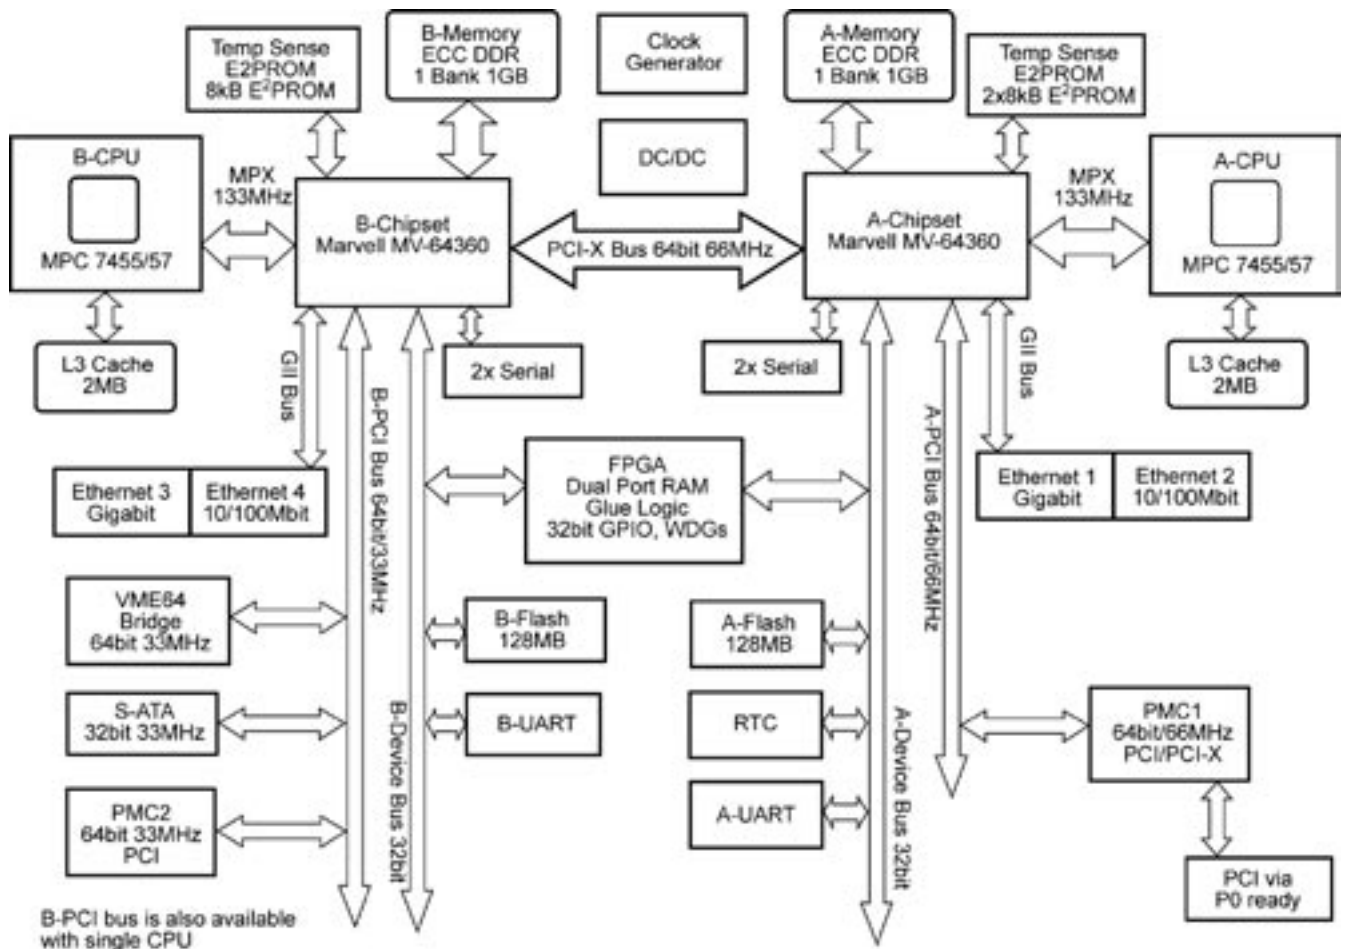 Temp Sense
E2PROM
8kB E²PROM
B-Memory
ECC DDR
1 Bank 1GB
Clock
Generator
A-Memory
ECC DDR
1 Bank 1GB
Temp Sense
E2PROM
2x8kB E²PROM
B-CPU
MPC 7455/57
MPX
133MHz
B-Chipset
Marvell MV-64360
DC/DC
PCI-X Bus 64bit 66MHz
A-Chipset
Marvell MV-64360
MPX
133MHz
A-CPU
MPC 7455/57
L3 Cache
2MB
GII Bus
2x Serial
2x Serial
GII Bus
L3 Cache
2MB
B-PCI Bus 64bit/33MHz
A-PCI Bus 64bit/66MHz
Ethernet 3
Gigabit
Ethernet 4
10/100Mbit
FPGA
Dual Port RAM
Glue Logic
32bit GPIO, WDGs
Ethernet 1
Gigabit
Ethernet 2
10/100Mbit
VME64
Bridge
64bit 33MHz
B-Flash
128MB
A-Flash
128MB
S-ATA
32bit 33MHz
B-Device Bus 32bit
B-UART
RTC
A-Device Bus 32bit
PMC1
64bit/66MHz
PCI/PCI-X
PMC2
64bit 33MHz
PCI
A-UART
PCI via
P0 ready
B-PCI bus is also available
with single CPU